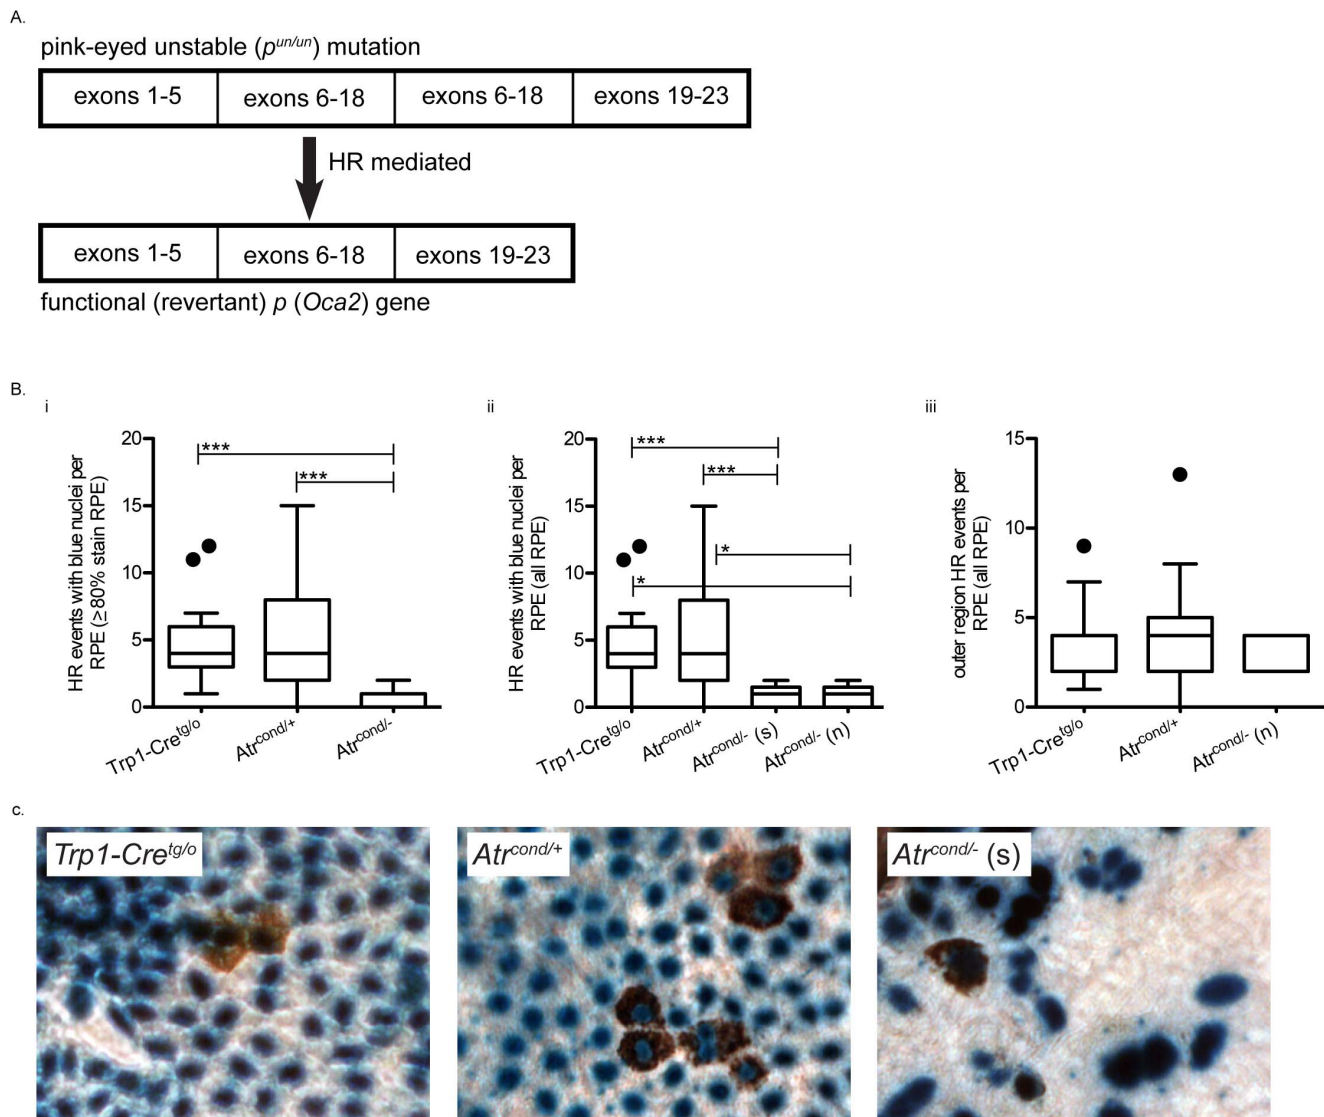 A.
pink-eyed unstable (p^un/un) mutation
exons 1-5 exons 6-18 exons 6-18 exons 19-23
HR mediated
exons 1-5 exons 6-18 exons 19-23
functional (revertant) p (Oca2) gene
B.
i
HR events with blue nuclei per
RPE (≥80% stain RPE)
20
15
10
5
0
***
***
Trp1-Cre^tg/o
Atr^cond/+
Atr^cond/-
ii
HR events with blue nuclei per
RPE (all RPE)
20
15
10
5
0
***
***
*
*
Trp1-Cre^tg/o
Atr^cond/+
Atr^cond/- (s)
Atr^cond/- (n)
iii
outer region HR events per
RPE (all RPE)
15
10
5
0
Trp1-Cre^tg/o
Atr^cond/+
Atr^cond/- (n)
c.
Trp1-Cre^tg/o
Atr^cond/+
Atr^cond/- (s)